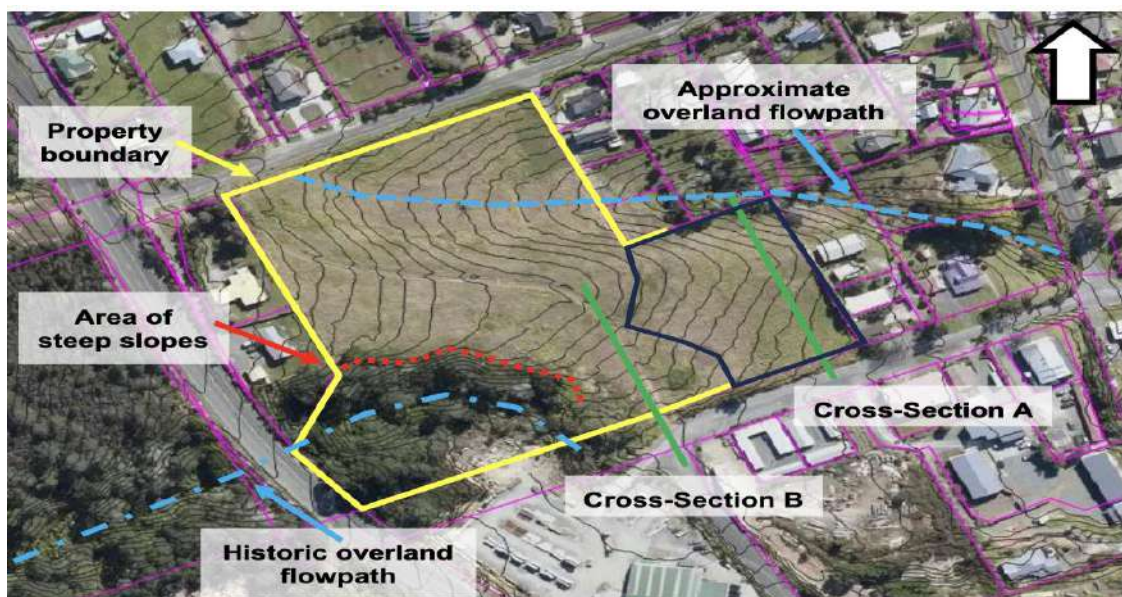 Approximate
overland flowpath
Property
boundary
Area of
steep slopes
Cross-Section A
Cross-Section B
Historic overland
flowpath